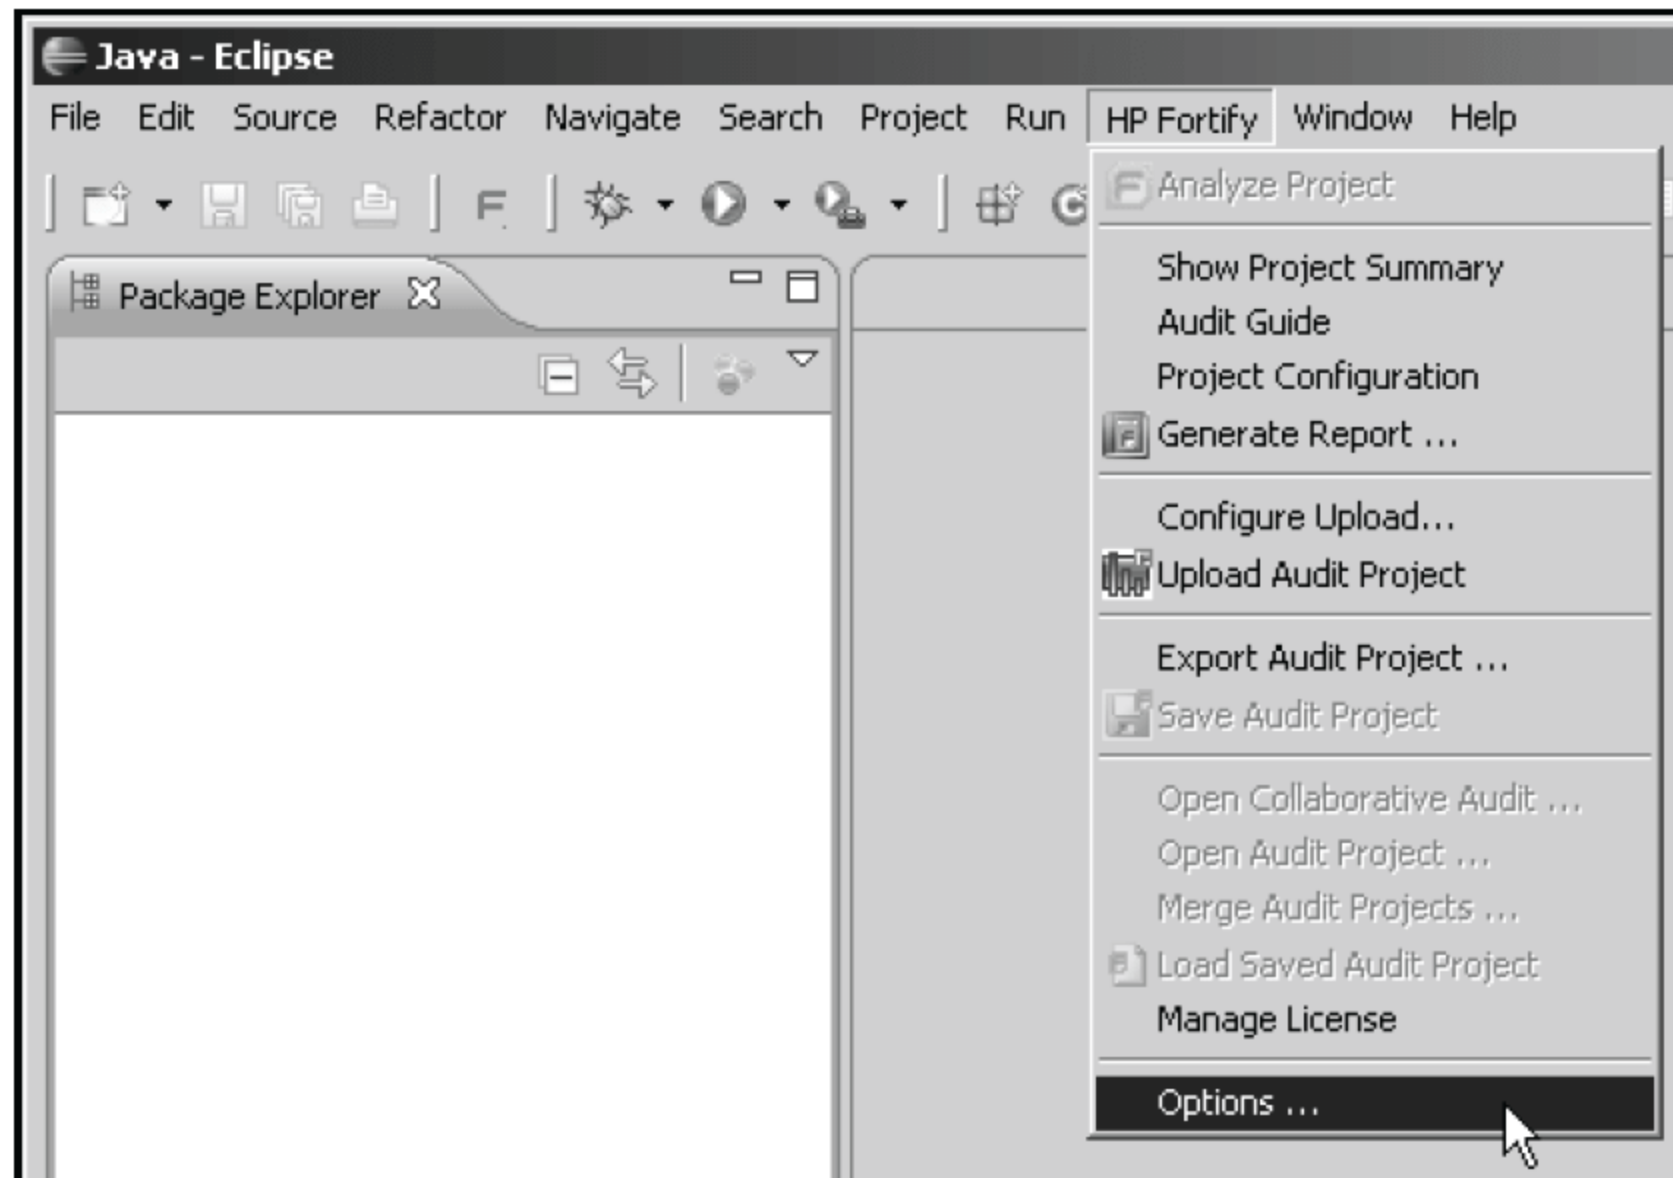 Java - Eclipse
File Edit Source Refactor Navigate Search Project Run HP Fortify Window Help
Analyze Project
Package Explorer
Show Project Summary
Audit Guide
Project Configuration
Generate Report ...
Configure Upload...
Upload Audit Project
Export Audit Project ...
Save Audit Project
Open Collaborative Audit ...
Open Audit Project ...
Merge Audit Projects ...
Load Saved Audit Project
Manage License
Options ...